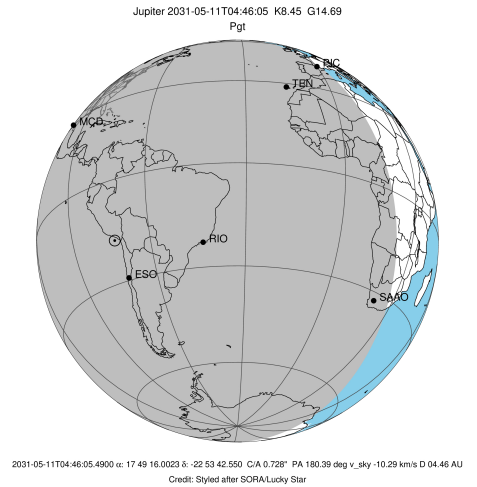 Jupiter 2031-05-11T04:46:05 K8.45 G14.69
Pgt
PIC
TEN
MCD
RIO
ESO
SAAO
2031-05-11T04:46:05.4900 α: 17 49 16.0023 δ: -22 53 42.550 C/A 0.728" PA 180.39 deg v_sky -10.29 km/s D 04.46 AU
Credit: Styled after SORA/Lucky Star